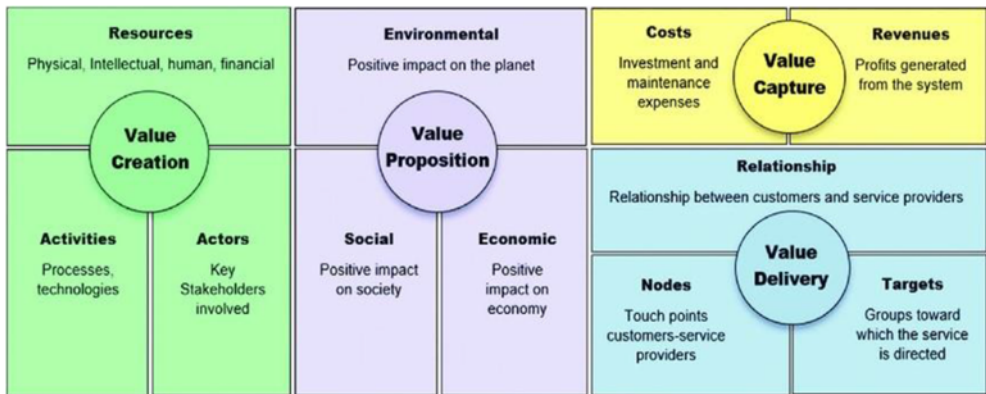 Resources
Physical, Intellectual, human, financial
Value
Creation
Activities
Processes,
technologies
Actors
Key
Stakeholders
involved
Environmental
Positive impact on the planet
Value
Proposition
Social
Positive impact
on society
Economic
Positive
impact on
economy
Costs
Investment and
maintenance
expenses
Value
Capture
Revenues
Profits generated
from the system
Relationship
Relationship between customers and service providers
Value
Delivery
Nodes
Touch points
customers-service
providers
Targets
Groups toward
which the service
is directed